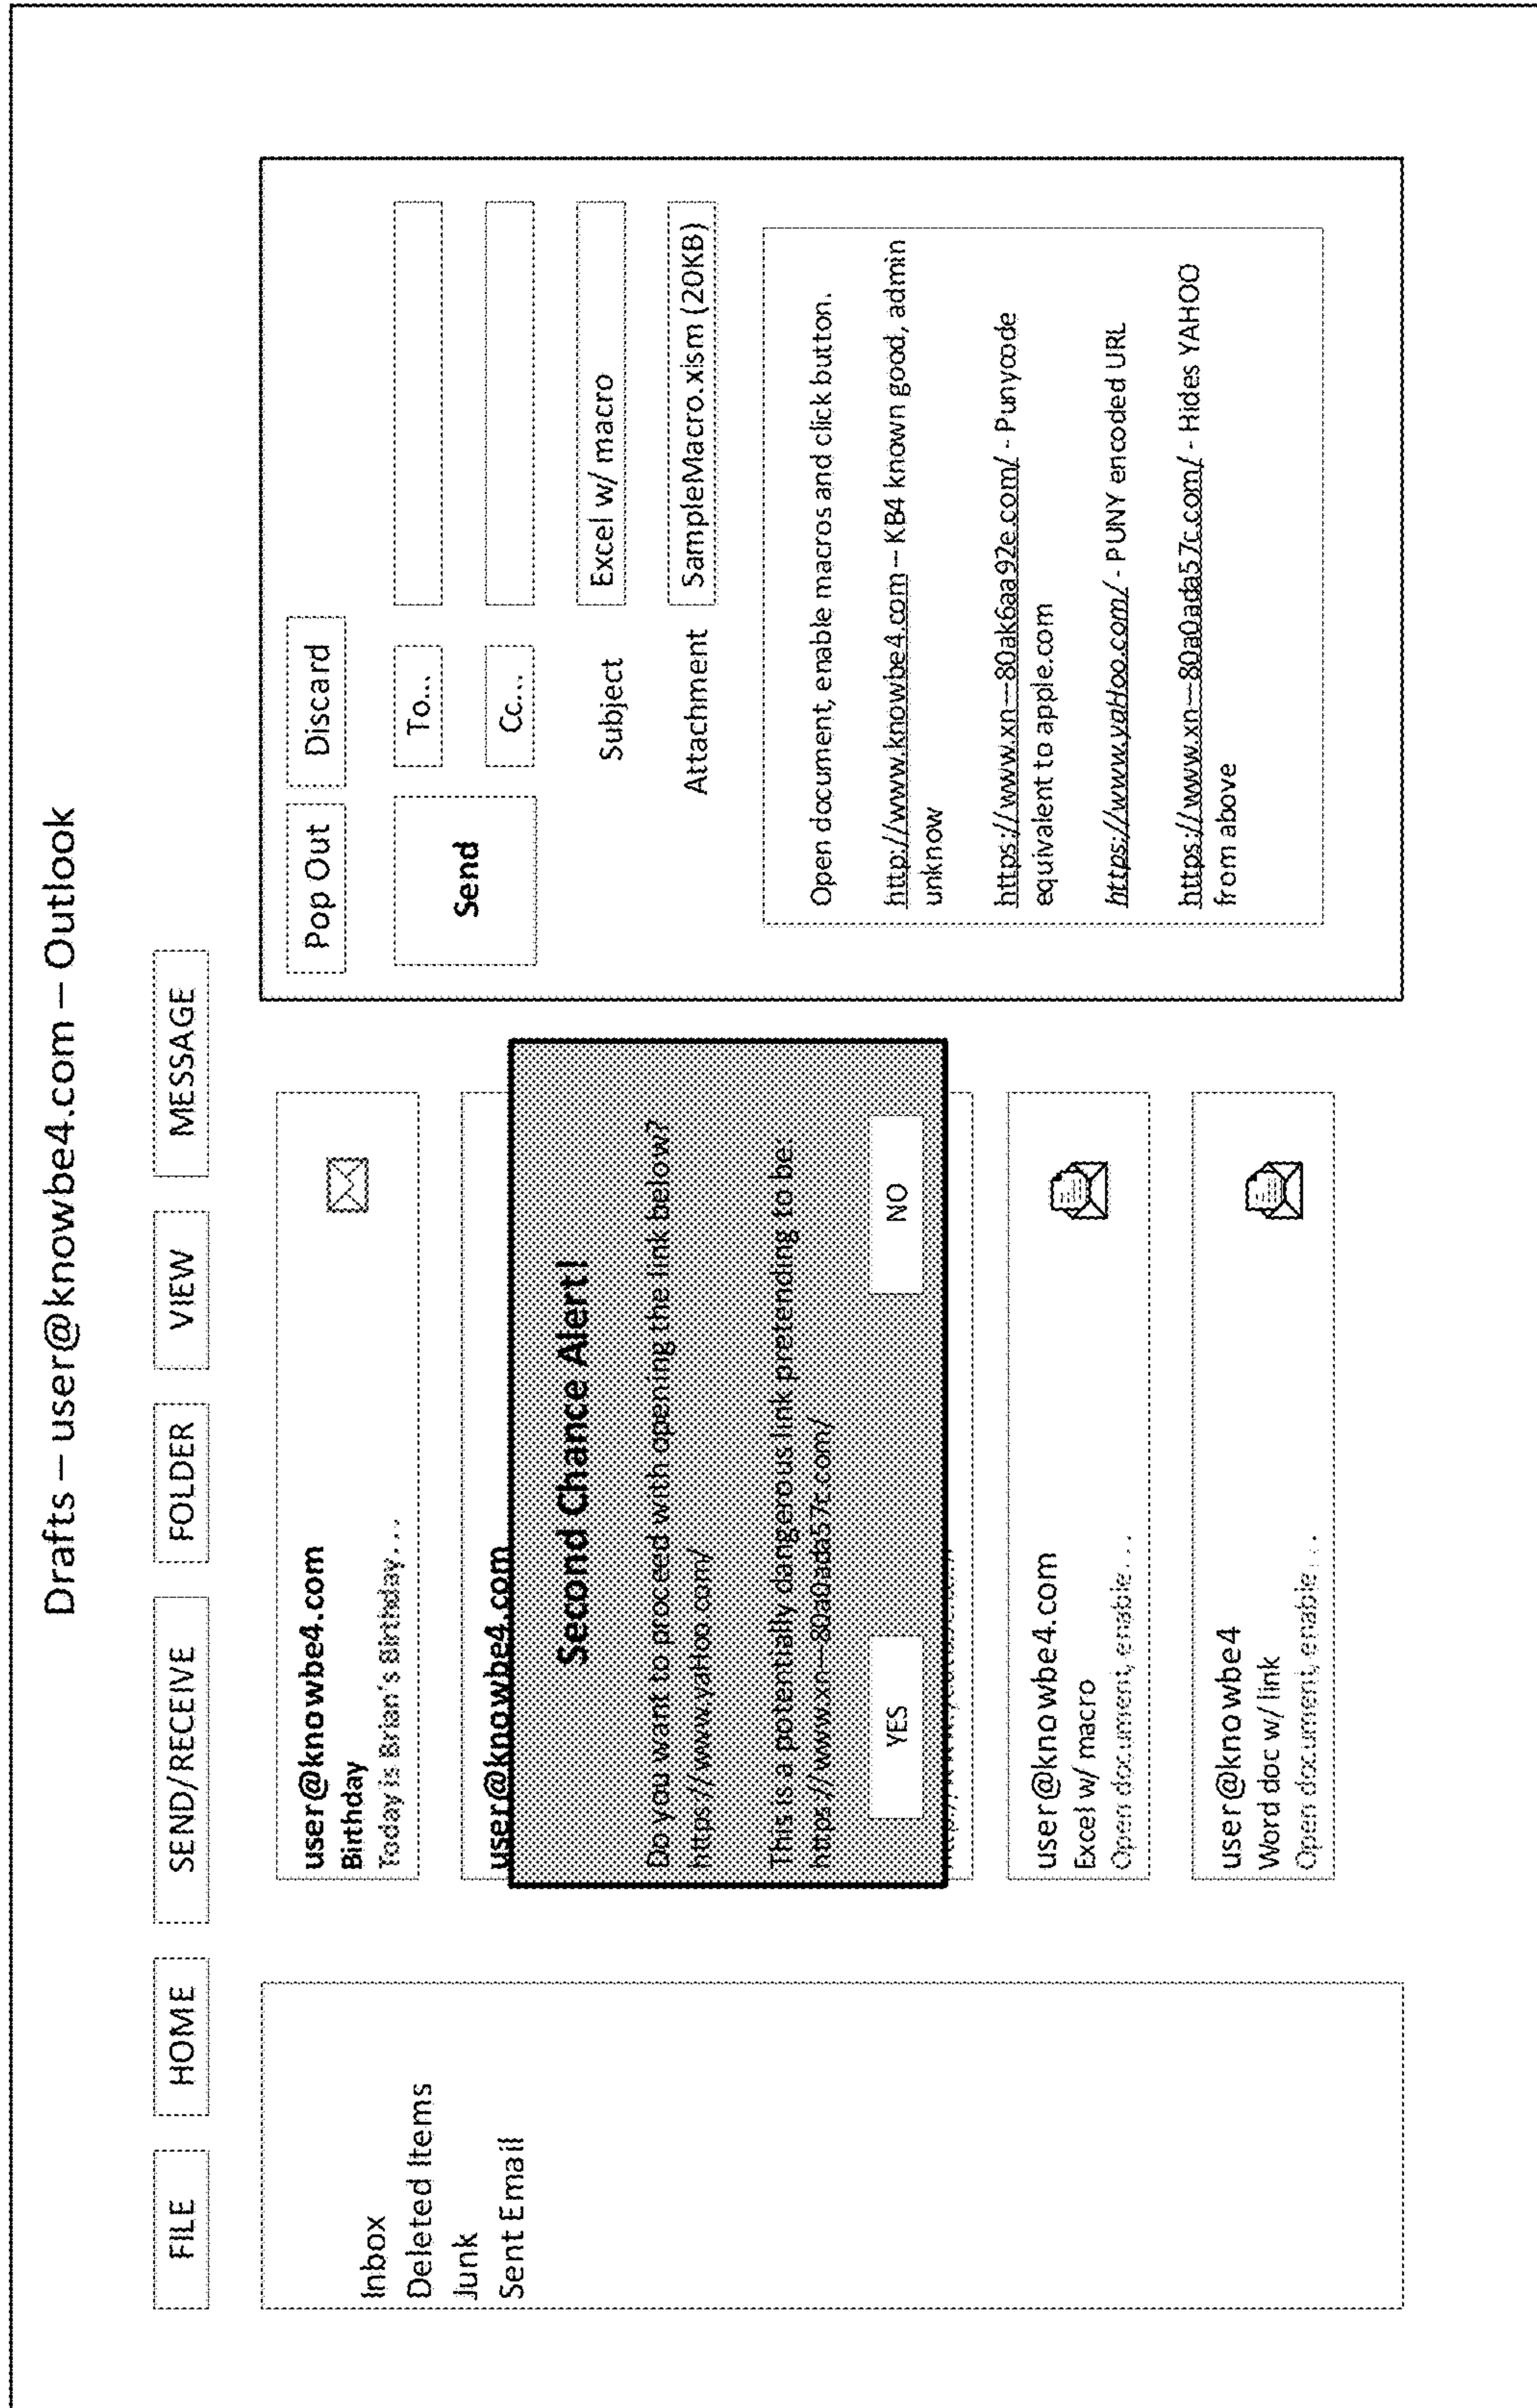 Drafts – user@knowbe4.com – Outlook
FILE
HOME
SEND/RECEIVE
FOLDER
VIEW
MESSAGE
Inbox
Deleted Items
Junk
Sent Email
user@knowbe4.com
Birthday
Today is Brian's Birthday...
user@knowbe4.com
Second Chance Alert!
Do you want to proceed with opening the link below?
https://www.yaHoo.com/
This is a potentially dangerous link pretending to be:
https://www.xn--80a0ada57c.com/
YES
NO
user@knowbe4.com
Excel w/ macro
Open document, enable...
user@knowbe4
Word doc w/ link
Open document, enable...
Pop Out
Discard
Send
To...
Cc...
Subject
Excel w/ macro
Attachment
SampleMacro.xlsm (20KB)
Open document, enable macros and click button.
http://www.knowbe4.com – KB4 known good, admin
unknow
https://www.xn--80ak6aa92e.com/ - Punycode
equivalent to apple.com
https://www.yaHoo.com/ - PUNY encoded URL
https://www.xn--80a0ada57c.com/ - Hides YAHOO
from above